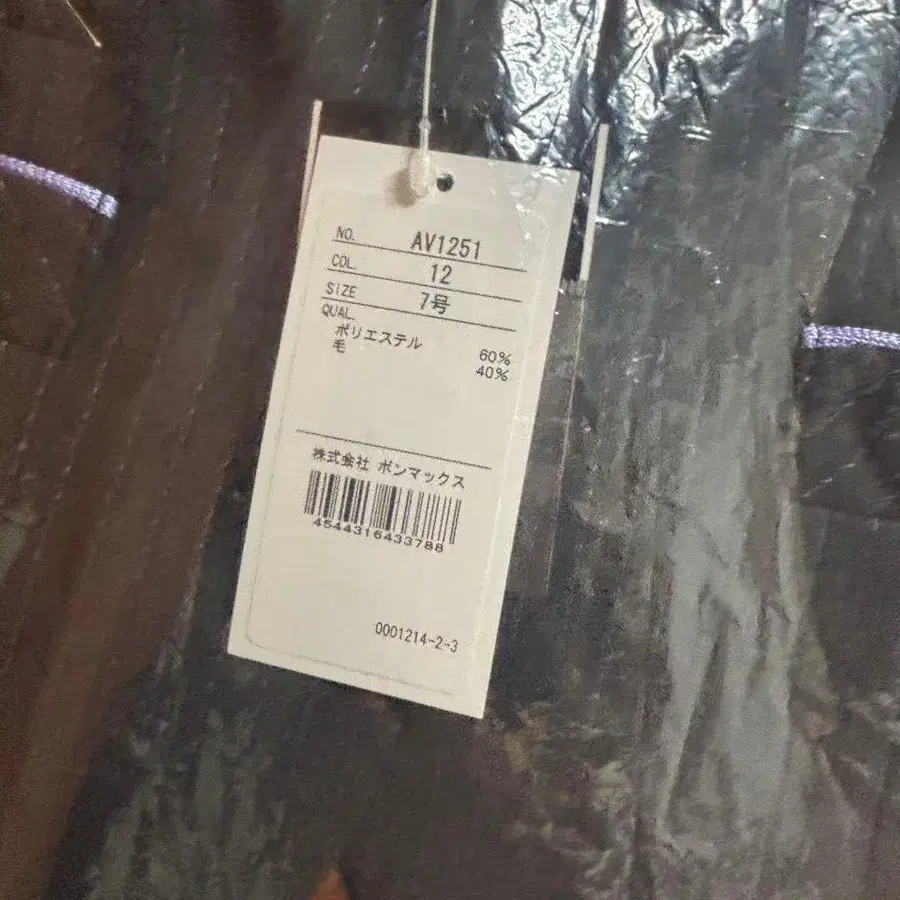 NO. AV1251
COL. 12
SIZE 7号
QUAL.
ポリエステル 60%
毛 40%
株式会社 ボンマックス
4544316433788
0001214-2-3